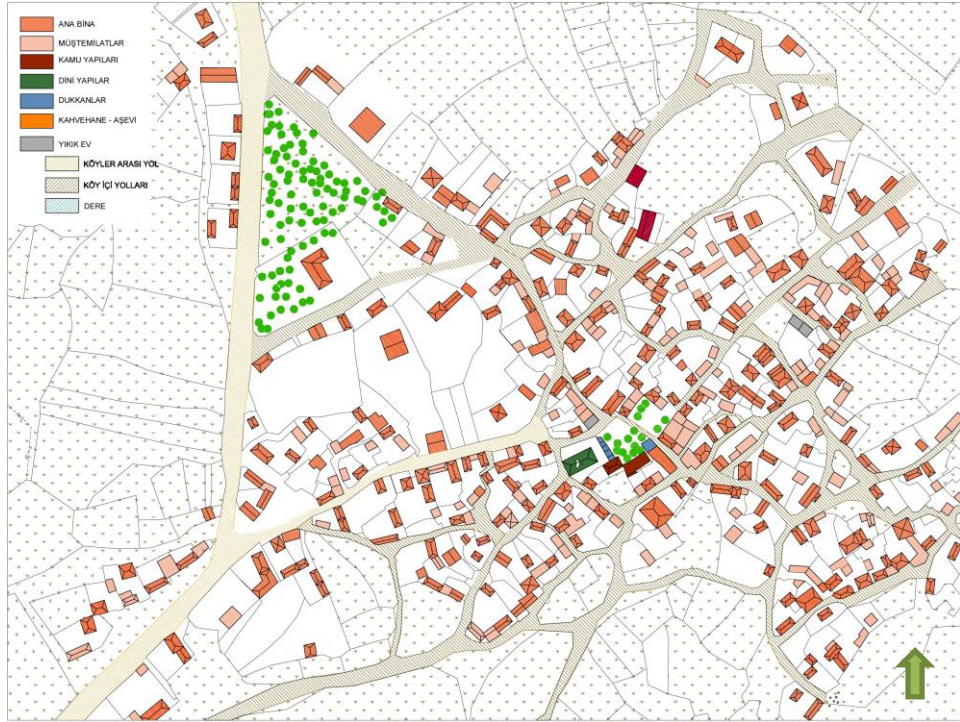 ANA BİNA
MÜŞTEMİLATLAR
KAMU YAPILARI
DİNİ YAPILAR
DUKKANLAR
KAHVEHANE - AŞEVİ
YIKIK EV
KÖYLER ARASI YOL
KÖY İÇİ YOLLARI
DERE